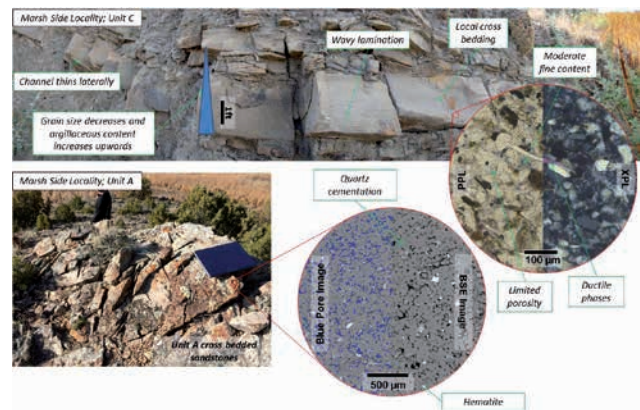 Marsh Side Locality; Unit C
Wavy lamination
Local cross
bedding
Moderate
fine content
Channel thins laterally
1ft
Grain size decreases and
argillaceous content
increases upwards
PPL
XPL
100 µm
Limited
porosity
Ductile
phases
Marsh Side Locality; Unit A
Unit A cross bedded
sandstones
Quartz
cementation
Blue Pore Image
BSE Image
500 µm
Hematite